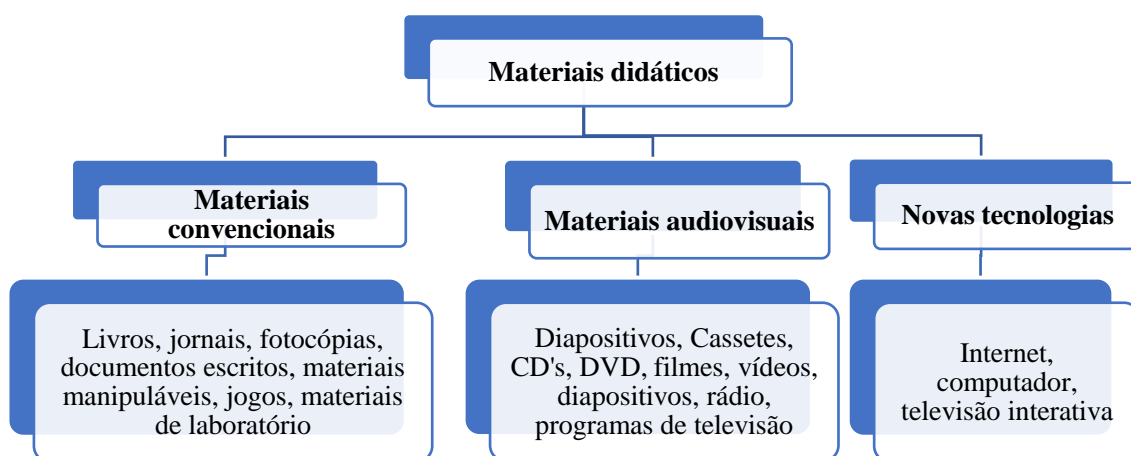 Materiais didáticos
Materiais
convencionais
Materiais audiovisuais
Novas tecnologias
Livros, jornais, fotocópias,
documentos escritos, materiais
manipuláveis, jogos, materiais
de laboratório
Diapositivos, Cassetes,
CD's, DVD, filmes, vídeos,
diapositivos, rádio,
programas de televisão
Internet,
computador,
televisão interativa